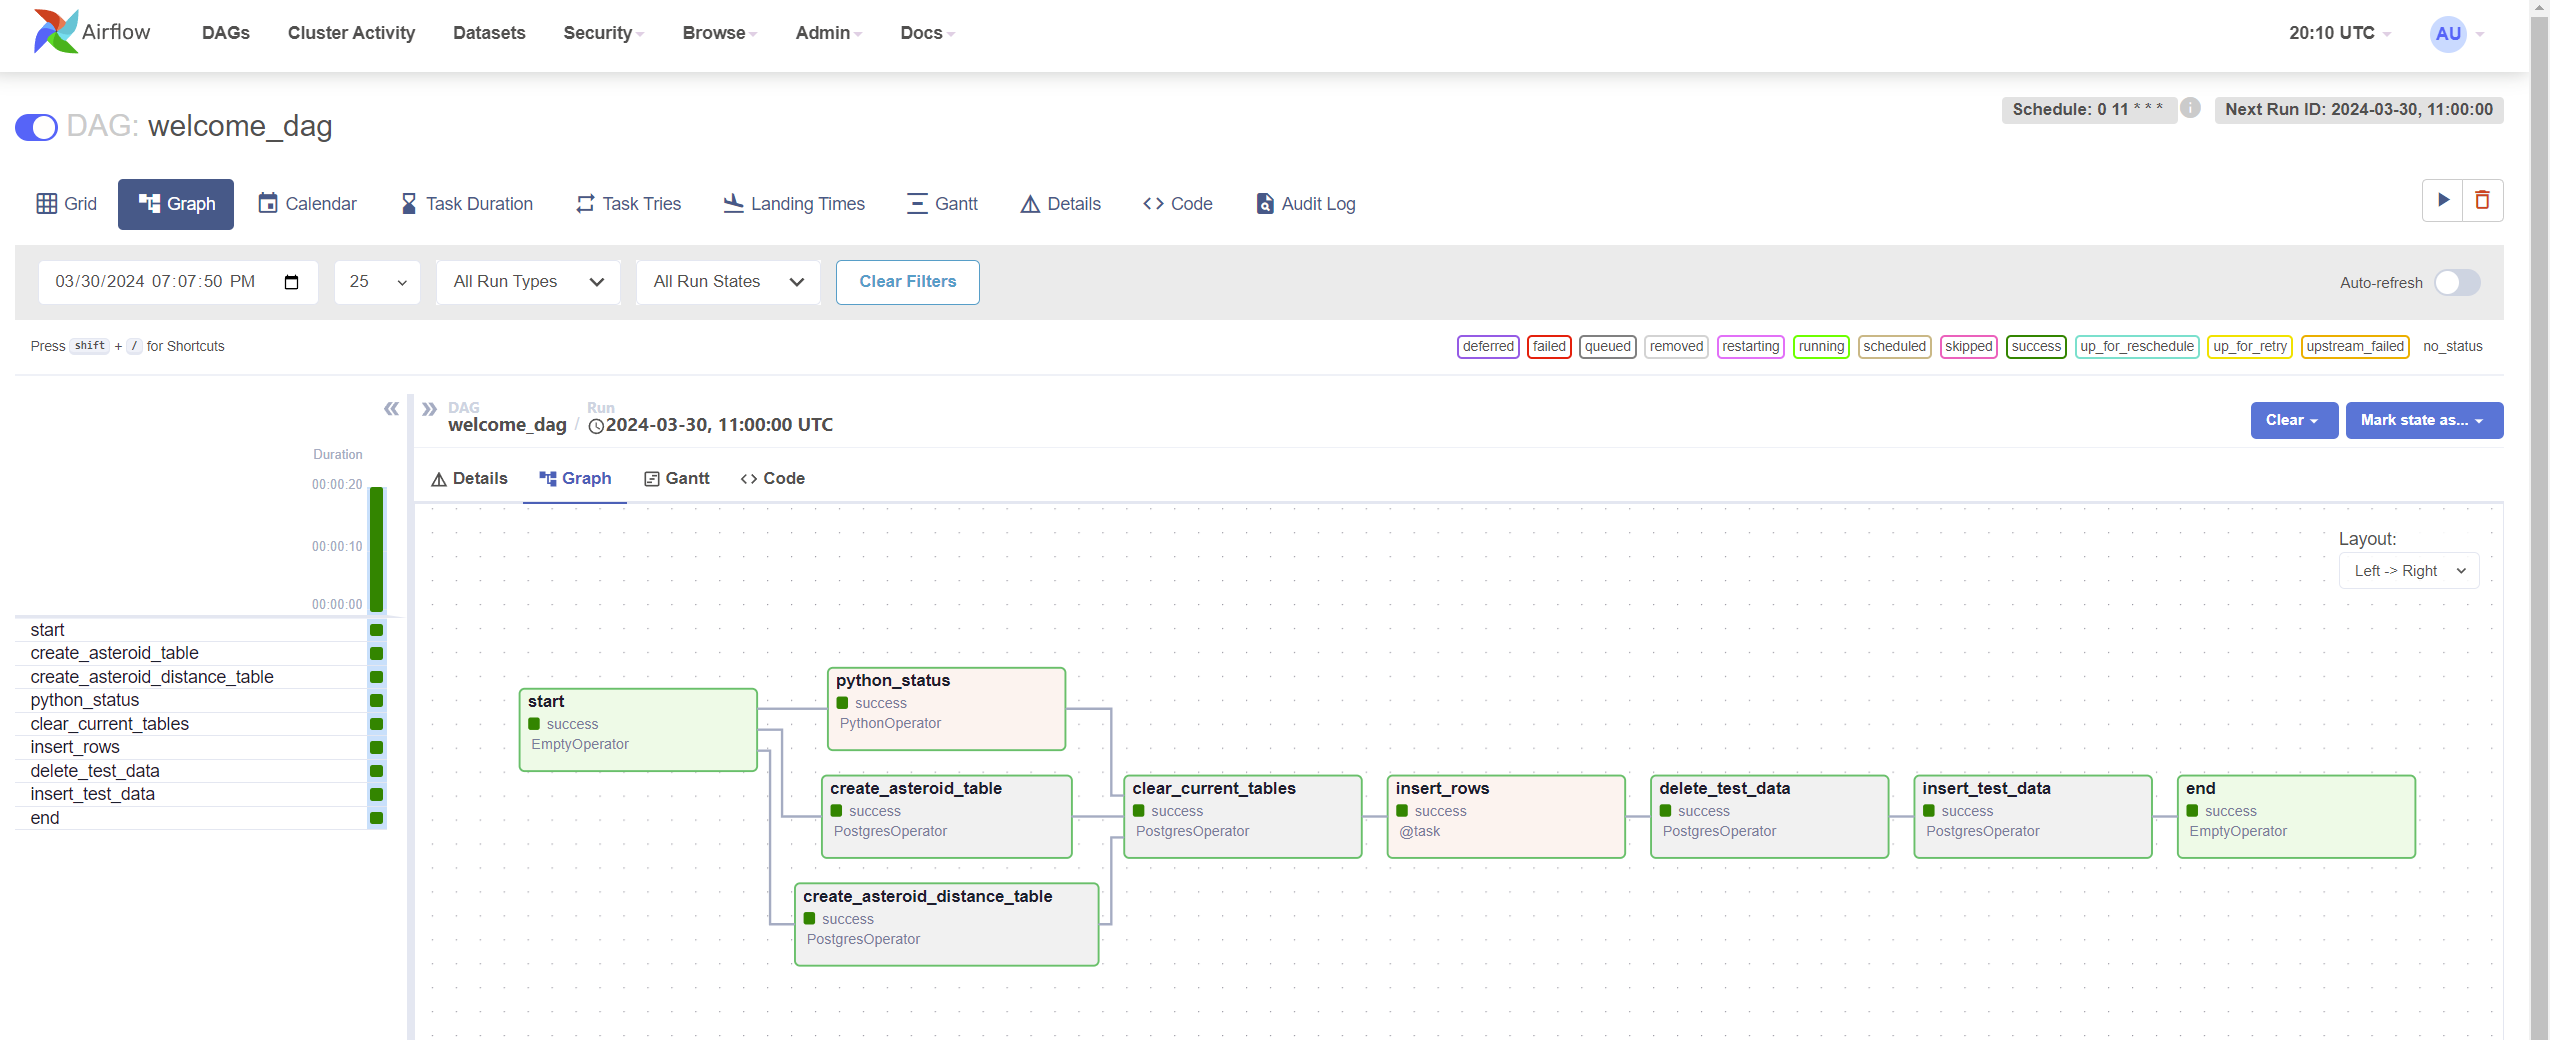 Airflow DAGs Cluster Activity Datasets Security Browse Admin Docs 20:10 UTC AU
DAG: welcome_dag
Schedule: 0 11 * * * i Next Run ID: 2024-03-30, 11:00:00
Grid Graph Calendar Task Duration Task Tries Landing Times Gantt Details Code Audit Log
03/30/2024 07:07:50 PM 25 All Run Types All Run States Clear Filters Auto-refresh
Press shift + / for Shortcuts
deferred failed queued removed restarting running scheduled skipped success up_for_reschedule up_for_retry upstream_failed no_status
Duration
00:00:20
00:00:10
00:00:00
start
create_asteroid_table
create_asteroid_distance_table
python_status
clear_current_tables
insert_rows
delete_test_data
insert_test_data
end
DAG Run
welcome_dag / 2024-03-30, 11:00:00 UTC
Clear Mark state as...
Details Graph Gantt Code
Layout:
Left -> Right
start
success
EmptyOperator
python_status
success
PythonOperator
create_asteroid_table
success
PostgresOperator
create_asteroid_distance_table
success
PostgresOperator
clear_current_tables
success
PostgresOperator
insert_rows
success
@task
delete_test_data
success
PostgresOperator
insert_test_data
success
PostgresOperator
end
success
EmptyOperator